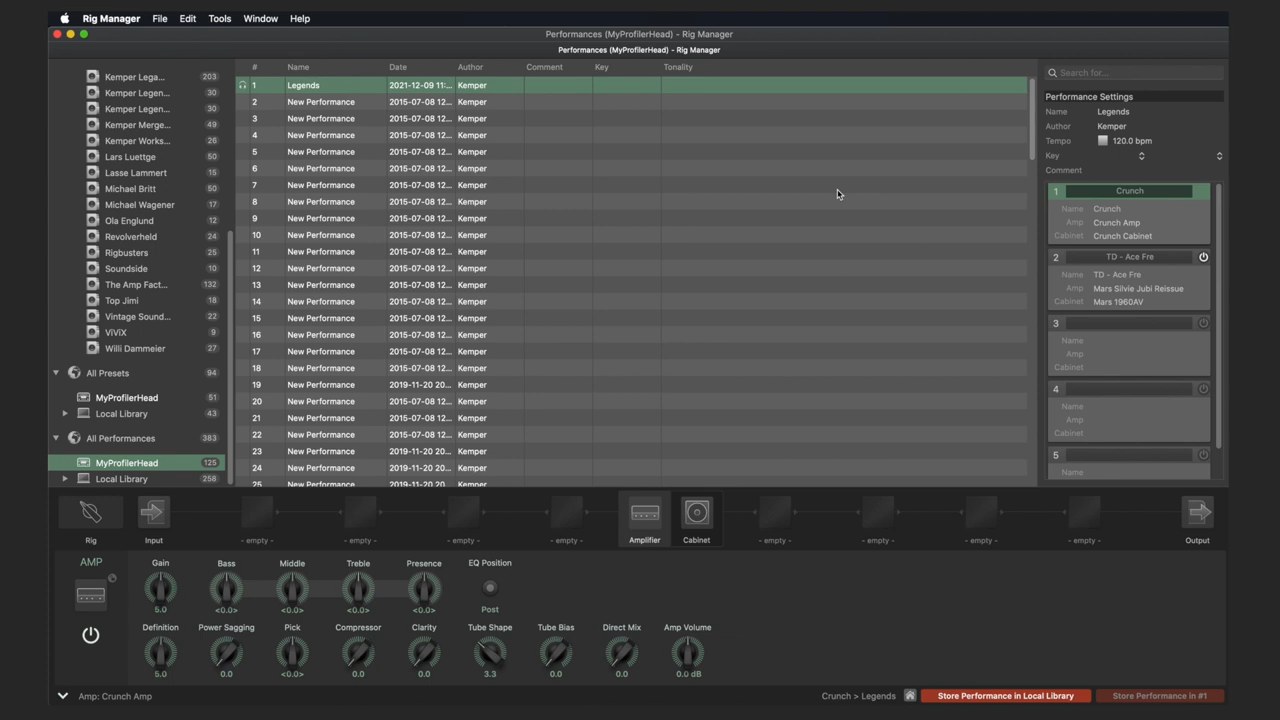 Rig Manager File Edit Tools Window Help
Performances (MyProfilerHead) - Rig Manager
Performances (MyProfilerHead) - Rig Manager
Kemper Lega... 203
Kemper Legen... 30
Kemper Legen... 30
Kemper Merge... 49
Kemper Works... 26
Lars Luettge 50
Lasse Lammert 15
Michael Britt 50
Michael Wagener 17
Ola Englund 12
Revolverheld 24
Rigbusters 25
Soundside 10
The Amp Fact... 132
Top Jimi 18
Vintage Sound... 22
ViViX 9
Willi Dammeier 27
All Presets 94
MyProfilerHead 51
Local Library 43
All Performances 383
MyProfilerHead 125
Local Library 258
# Name Date Author Comment Key Tonality
1 Legends 2021-12-09 11:... Kemper
2 New Performance 2015-07-08 12... Kemper
3 New Performance 2015-07-08 12... Kemper
4 New Performance 2015-07-08 12... Kemper
5 New Performance 2015-07-08 12... Kemper
6 New Performance 2015-07-08 12... Kemper
7 New Performance 2015-07-08 12... Kemper
8 New Performance 2015-07-08 12... Kemper
9 New Performance 2015-07-08 12... Kemper
10 New Performance 2015-07-08 12... Kemper
11 New Performance 2015-07-08 12... Kemper
12 New Performance 2015-07-08 12... Kemper
13 New Performance 2015-07-08 12... Kemper
14 New Performance 2015-07-08 12... Kemper
15 New Performance 2015-07-08 12... Kemper
16 New Performance 2015-07-08 12... Kemper
17 New Performance 2015-07-08 12... Kemper
18 New Performance 2015-07-08 12... Kemper
19 New Performance 2019-11-20 20... Kemper
20 New Performance 2015-07-08 12... Kemper
21 New Performance 2015-07-08 12... Kemper
22 New Performance 2015-07-08 12... Kemper
23 New Performance 2019-11-20 20... Kemper
24 New Performance 2019-11-20 20... Kemper
25 New Performance 2019-11-20 20... Kemper
Search for...
Performance Settings
Name Legends
Author Kemper
Tempo 120.0 bpm
Key
Comment
1 Crunch
Name Crunch
Amp Crunch Amp
Cabinet Crunch Cabinet
2 TD - Ace Fre
Name TD - Ace Fre
Amp Mars Silvie Jubi Reissue
Cabinet Mars 1960AV
3
Name
Amp
Cabinet
4
Name
Amp
Cabinet
5
Name
Rig Input - empty - - empty - - empty - - empty - Amplifier Cabinet - empty - - empty - - empty - - empty - Output
AMP Gain Bass Middle Treble Presence EQ Position
5.0 <0.0> <0.0> <0.0> <0.0> Post
Definition Power Sagging Pick Compressor Clarity Tube Shape Tube Bias Direct Mix Amp Volume
5.0 0.0 <0.0> 0.0 0.0 3.3 0.0 0.0 0.0 dB
Amp: Crunch Amp Crunch > Legends Store Performance in Local Library Store Performance in #1